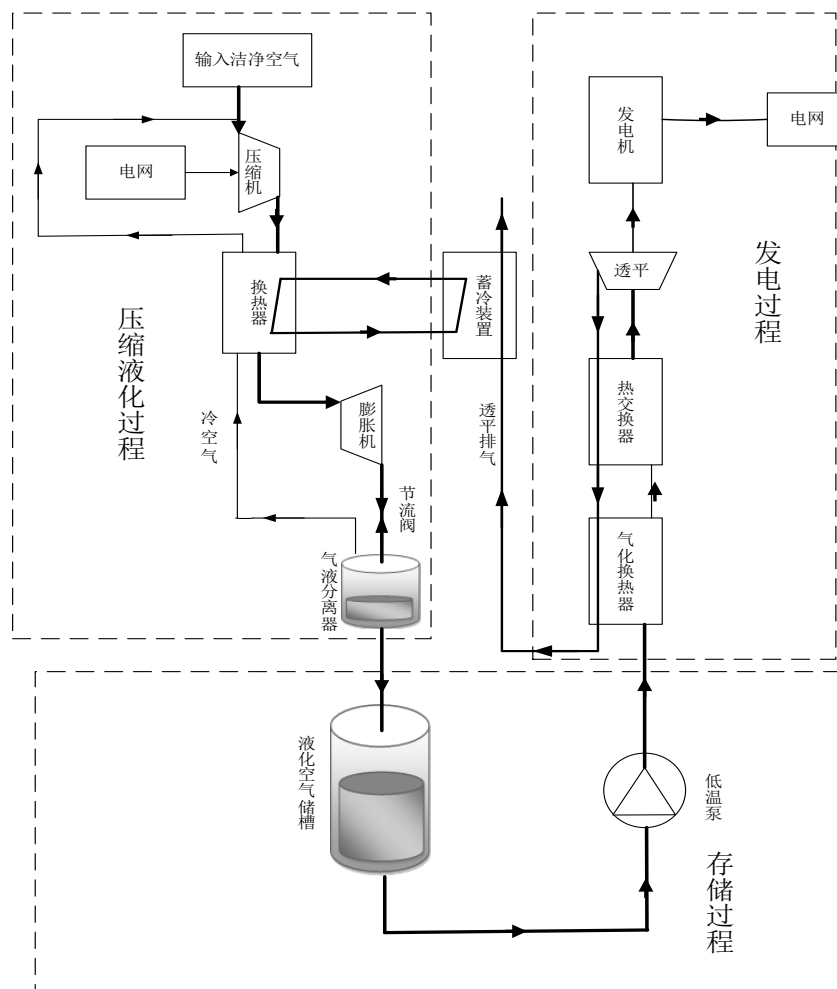 输入洁净空气
压缩机
电网
换热器
蓄冷装置
压缩液化过程
冷空气
膨胀机
节流阀
气液分离器
透平排气
发电机
电网
透平
发电过程
热交换器
气化换热器
液化空气储槽
低温泵
存储过程